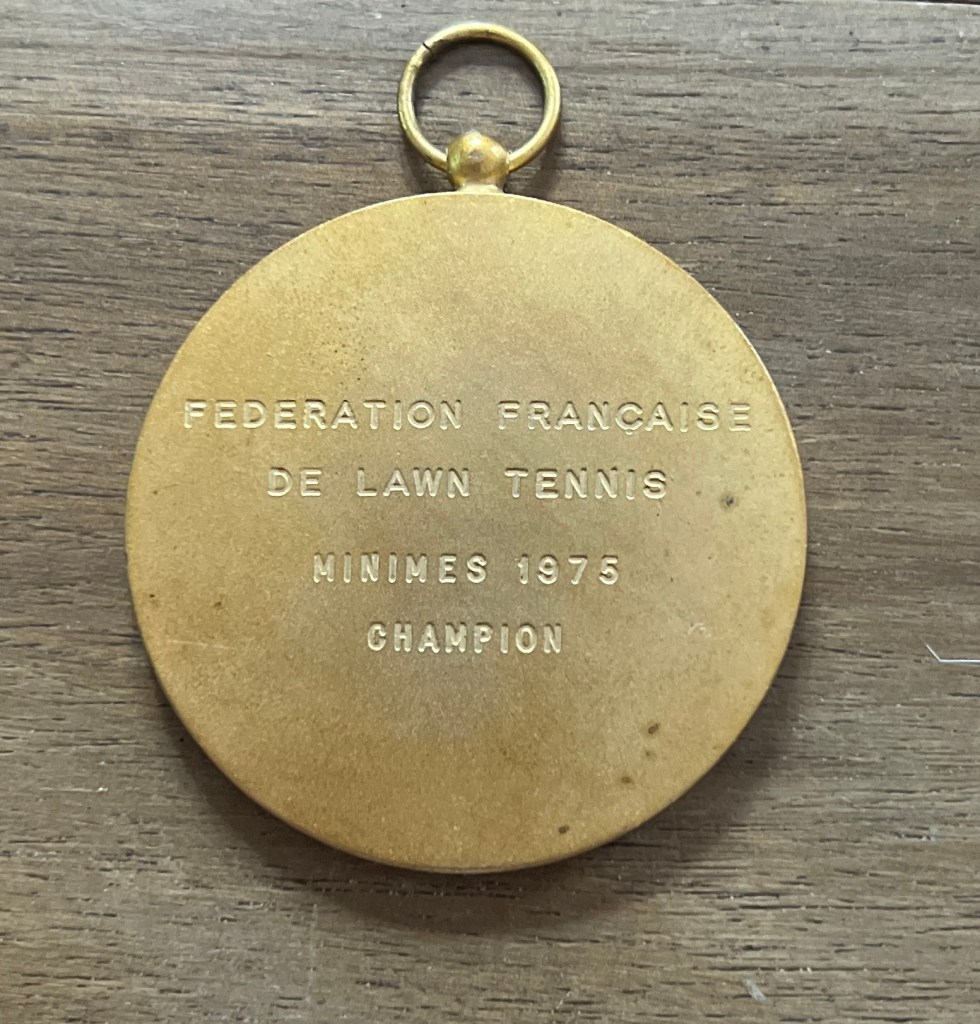 FEDERATION FRANÇAISE
DE LAWN TENNIS
MINIMES 1975
CHAMPION